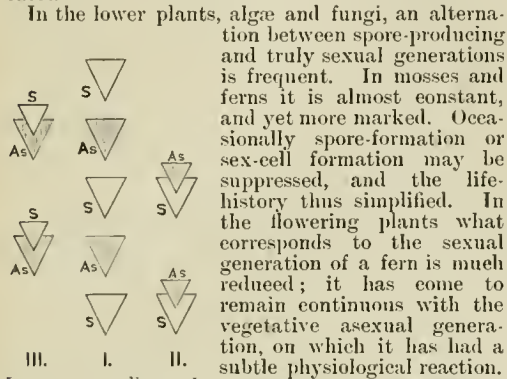 In the lower plants, algæ and fungi, an alterna-
tion between spore-producing
and truly sexual generations
is frequent. In mosses and
ferns it is almost constant,
and yet more marked. Occa-
sionally spore-formation or
sex-cell formation may be
suppressed, and the life-
history thus simplified. In
the flowering plants what
corresponds to the sexual
generation of a fern is much
reduced; it has come to
remain continuous with the
vegetative asexual genera-
tion, on which it has had a
subtle physiological reaction.
S
As
S
As
S
As
S
As
S
As
S
As
S
III.
I.
II.